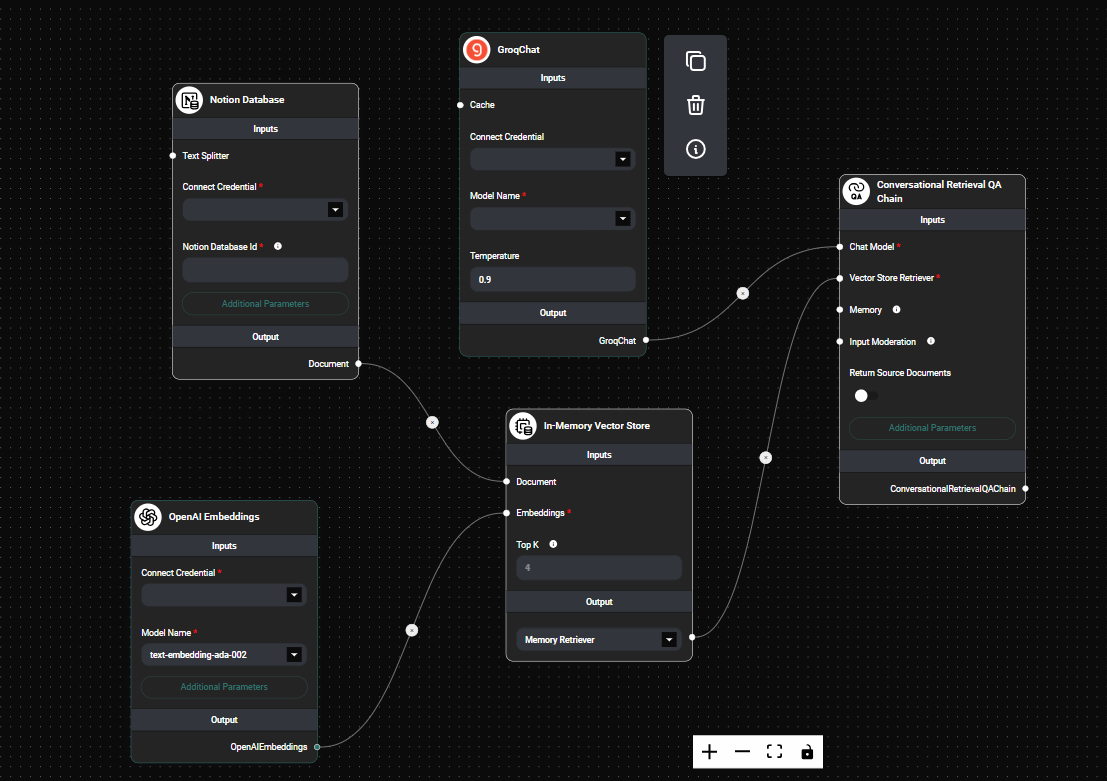 Notion Database
Inputs
Text Splitter
Connect Credential *
Notion Database Id *
Additional Parameters
Output
Document
GroqChat
Inputs
Cache
Connect Credential
Model Name *
Temperature
0.9
Output
GroqChat
OpenAI Embeddings
Inputs
Connect Credential *
Model Name *
text-embedding-ada-002
Additional Parameters
Output
OpenAIEmbeddings
In-Memory Vector Store
Inputs
Document
Embeddings *
Top K
4
Output
Memory Retriever
Conversational Retrieval QA
Chain
Inputs
Chat Model *
Vector Store Retriever *
Memory
Input Moderation
Return Source Documents
Additional Parameters
Output
ConversationalRetrievalQAChain